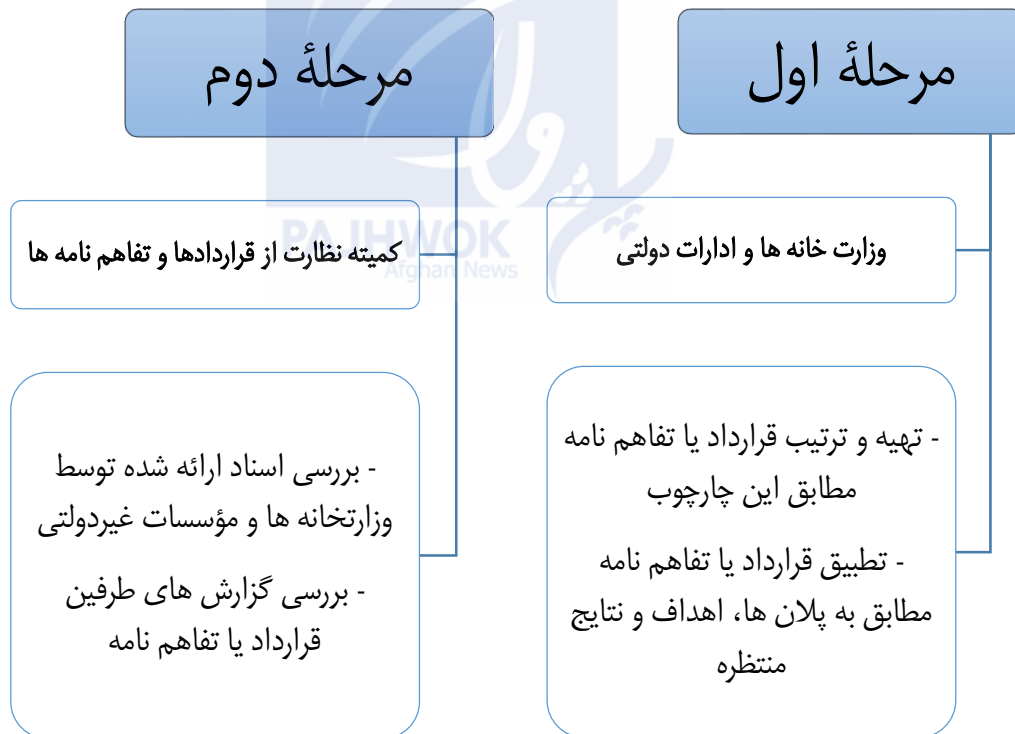 مرحلهٔ اول
وزارت خانه ها و ادارات دولتی
- تهیه و ترتیب قرارداد یا تفاهم نامه
مطابق این چارچوب
- تطبیق قرارداد یا تفاهم نامه
مطابق به پلان ها، اهداف و نتایج
منتظره
مرحلهٔ دوم
کمیته نظارت از قراردادها و تفاهم نامه ها
- بررسی اسناد ارائه شده توسط
وزارتخانه ها و مؤسسات غیردولتی
- بررسی گزارش های طرفین
قرارداد یا تفاهم نامه
PAJHWOK
Afghan News